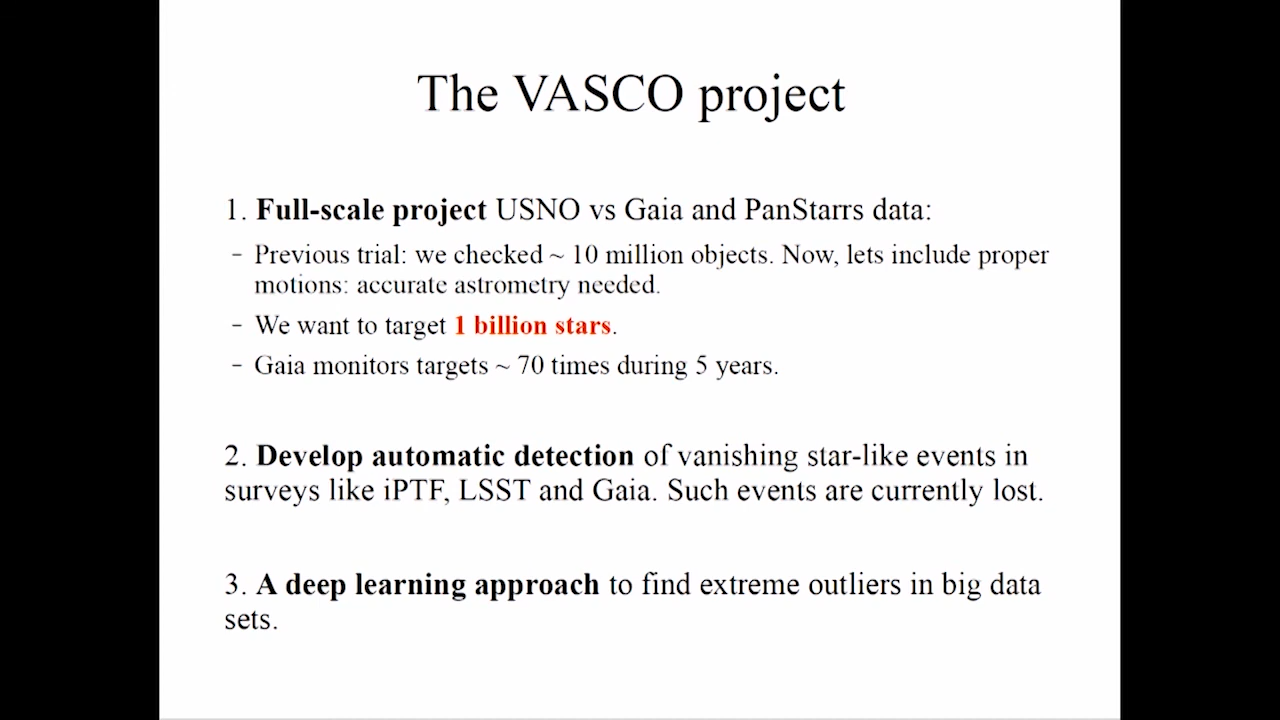 The VASCO project
1. Full-scale project USNO vs Gaia and PanStarrs data:
– Previous trial: we checked ~ 10 million objects. Now, lets include proper
motions: accurate astrometry needed.
– We want to target 1 billion stars.
– Gaia monitors targets ~ 70 times during 5 years.
2. Develop automatic detection of vanishing star-like events in
surveys like iPTF, LSST and Gaia. Such events are currently lost.
3. A deep learning approach to find extreme outliers in big data
sets.